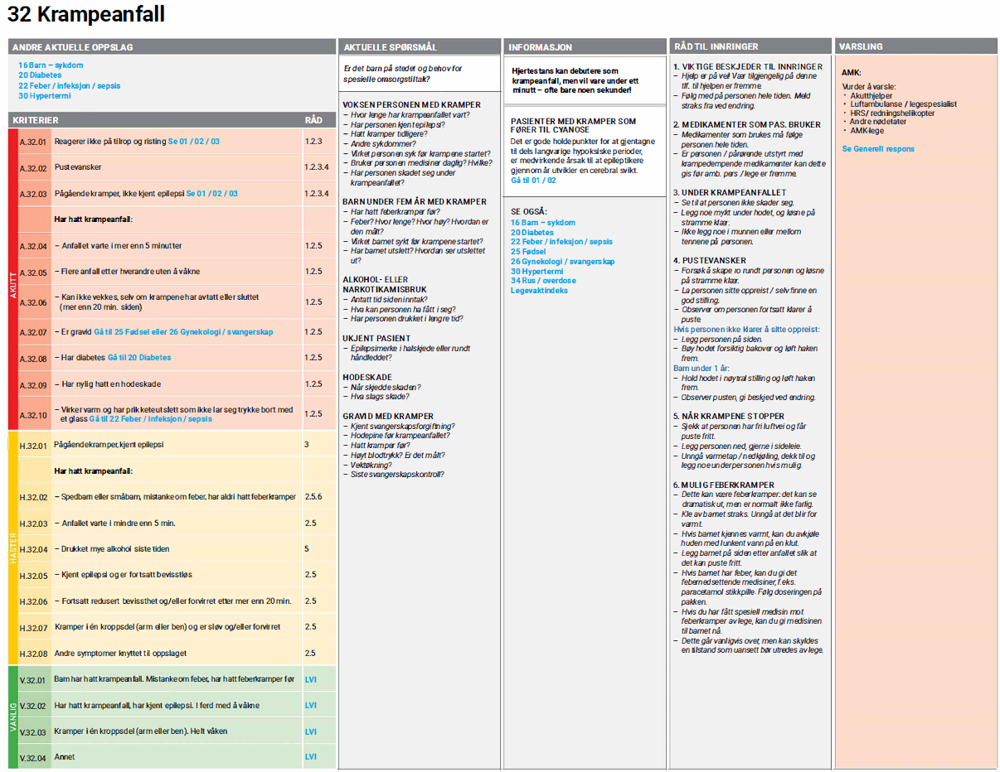 32 Krampeanfall
ANDRE AKTUELLE OPPSLAG
16 Barn – sykdom
20 Diabetes
22 Feber / infeksjon / sepsis
30 Hypertermi
KRITERIER RÅD
AKUTT
A.32.01 Reagerer ikke på tilrop og risting Se 01 / 02 / 03 1.2.3
A.32.02 Pustevansker 1.2.3.4
A.32.03 Pågående kramper, ikke kjent epilepsi Se 01 / 02 / 03 1.2.3.4
Har hatt krampeanfall:
A.32.04 – Anfallet varte i mer enn 5 minutter 1.2.5
A.32.05 – Flere anfall etter hverandre uten å våkne 1.2.5
A.32.06 – Kan ikke vekkes, selv om krampene har avtatt eller sluttet
(mer enn 20 min. siden) 1.2.5
A.32.07 – Er gravid Gå til 25 Fødsel eller 26 Gynekologi / svangerskap 1.2.5
A.32.08 – Har diabetes Gå til 20 Diabetes 1.2.5
A.32.09 – Har nylig hatt en hodeskade 1.2.5
A.32.10 – Virker varm og har prikkete utslett som ikke lar seg trykke bort med
et glass Gå til 22 Feber / infeksjon / sepsis 1.2.5
HASTER
H.32.01 Pågående kramper, kjent epilepsi 3
Har hatt krampeanfall:
H.32.02 – Spedbarn eller småbarn, mistanke om feber, har aldri hatt feberkramper 2.5.6
H.32.03 – Anfallet varte i mindre enn 5 min. 2.5
H.32.04 – Drukket mye alkohol siste tiden 5
H.32.05 – Kjent epilepsi og er fortsatt bevisstløs 2.5
H.32.06 – Fortsatt redusert bevissthet og/eller forvirret etter mer enn 20 min. 2.5
H.32.07 Kramper i én kroppsdel (arm eller ben) og er sløv og/eller forvirret 2.5
H.32.08 Andre symptomer knyttet til oppslaget 2.5
VANLIG
V.32.01 Barn har hatt krampeanfall. Mistanke om feber, har hatt feberkramper før LVI
V.32.02 Har hatt krampeanfall, har kjent epilepsi. I ferd med å våkne LVI
V.32.03 Kramper i én kroppsdel (arm eller ben). Helt våken LVI
V.32.04 Annet LVI
AKTUELLE SPØRSMÅL
Er det barn på stedet og behov for
spesielle omsorgstiltak?
VOKSEN PERSONEN MED KRAMPER
– Hvor lenge har krampeanfallet vart?
– Har personen kjent epilepsi?
– Hatt kramper tidligere?
– Andre sykdommer?
– Virket personen syk før krampene startet?
– Bruker personen medisiner daglig? Hvilke?
– Har personen skadet seg under
krampeanfallet?
BARN UNDER FEM ÅR MED KRAMPER
– Har hatt feberkramper før?
– Feber? Hvor lenge? Hvor høy? Hvordan er
den målt?
– Virket barnet sykt før krampene startet?
– Har barnet utslett? Hvordan ser utslettet
ut?
ALKOHOL- ELLER
NARKOTIKAMISBRUK
– Antatt tid siden inntak?
– Hva kan personen ha fått i seg?
– Har personen drukket i lengre tid?
UKJENT PASIENT
– Epilepsimerke i halskjede eller rundt
håndleddet?
HODESKADE
– Når skjedde skaden?
– Hva slags skade?
GRAVID MED KRAMPER
– Kjent svangerskapsforgiftning?
– Hodepine før krampeanfallet?
– Hatt kramper før?
– Høyt blodtrykk? Er det målt?
– Vektøkning?
– Siste svangerskapskontroll?
INFORMASJON
Hjertestans kan debutere som
krampeanfall, men vil vare under ett
minutt – ofte bare noen sekunder!
PASIENTER MED KRAMPER SOM
FØRER TIL CYANOSE
Det er gode holdepunkter for at gjentagne
til dels langvarige hypoksiske perioder,
er medvirkende årsak til at epileptikere
gjennom år utvikler en cerebral svikt.
Gå til 01 / 02
SE OGSÅ:
16 Barn – sykdom
20 Diabetes
22 Feber / infeksjon / sepsis
25 Fødsel
26 Gynekologi / svangerskap
30 Hypertermi
34 Rus / overdose
Legevaktindeks
RÅD TIL INNRINGER
1. VIKTIGE BESKJEDER TIL INNRINGER
– Hjelp er på vei! Vær tilgjengelig på denne
tlf. til hjelpen er fremme.
– Følg med på personen hele tiden. Meld
straks fra ved endring.
2. MEDIKAMENTER SOM PAS. BRUKER
– Medikamenter som brukes må følge
personen hele tiden.
– Er personen / pårørende utstyrt med
krampedempende medikamenter kan dette
gis før amb. pers / lege er fremme.
3. UNDER KRAMPEANFALLET
– Se til at personen ikke skader seg.
– Legg noe mykt under hodet, og løsne på
stramme klær.
– Ikke legg noe i munnen eller mellom
tennene på personen.
4. PUSTEVANSKER
– Forsøk å skape ro rundt personen og løsne
på stramme klær.
– La personen sitte oppreist / selv finne en
god stilling.
– Observer om personen fortsatt klarer å
puste.
Hvis personen ikke klarer å sitte oppreist:
– Legg personen på siden.
– Bøy hodet forsiktig bakover og løft haken
frem.
Barn under 1 år:
– Hold hodet i nøytral stilling og løft haken
frem.
– Observer pusten, gi beskjed ved endring.
5. NÅR KRAMPENE STOPPER
– Sjekk at personen har fri luftvei og får
puste fritt.
– Legg personen ned, gjerne i sideleie.
– Unngå varmetap / nedkjøling, dekk til og
legg noe under personen hvis mulig.
6. MULIG FEBERKRAMPER
– Dette kan være feberkramper: det kan se
dramatisk ut, men er normalt ikke farlig.
– Kle av barnet straks. Unngå at det blir for
varmt.
– Hvis barnet kjennes varmt, kan du avkjøle
huden med lunkent vann på en klut.
– Legg barnet på siden etter anfallet slik at
det kan puste fritt.
– Hvis barnet har feber, kan du gi det
febernedsettende medisiner, f.eks.
paracetamol stikkpille. Følg doseringen på
pakken.
– Hvis du har fått spesiell medisin mot
feberkramper av lege, kan du gi medisinen
til barnet nå.
– Dette går vanligvis over, men kan skyldes
en tilstand som uansett bør utredes av lege.
VARSLING
AMK:
Vurder å varsle:
· Akutthjelper
· Luftambulanse / legespesialist
· HRS/ redningshelikopter
· Andre nødetater
· AMK-lege
Se Generell respons